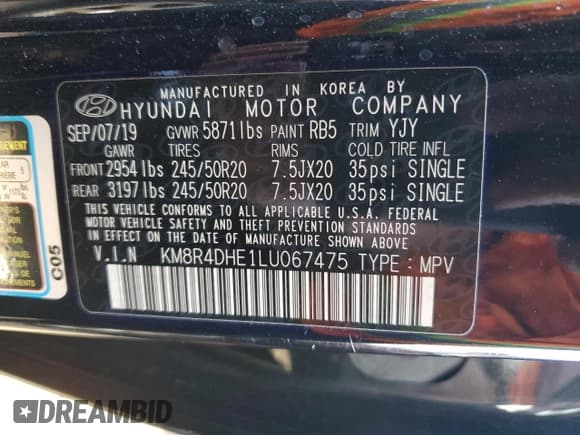 MANUFACTURED IN KOREA BY
HYUNDAI MOTOR COMPANY
SEP/07/19 GVWR 5871lbs PAINT RB5 TRIM YJY
GAWR TIRES RIMS COLD TIRE INFL
FRONT 2954lbs 245/50R20 7.5JX20 35psi SINGLE
REAR 3197lbs 245/50R20 7.5JX20 35psi SINGLE
THIS VEHICLE CONFORMS TO ALL APPLICABLE U.S.A. FEDERAL
MOTOR VEHICLE SAFETY AND THEFT PREVENTION STANDARDS
IN EFFECT ON THE DATE OF MANUFACTURE SHOWN ABOVE.
V.I.N KM8R4DHE1LU067475 TYPE : MPV
C05
DREAMBID